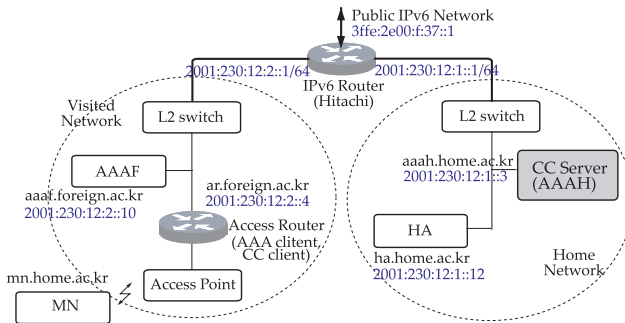 Public IPv6 Network
3ffe:2e00:f:37::1
2001:230:12:2::1/64
2001:230:12:1::1/64
IPv6 Router
(Hitachi)
Visited
Network
L2 switch
L2 switch
AAAF
aaaf.foreign.ac.kr
2001:230:12:2::10
ar.foreign.ac.kr
2001:230:12:2::4
Access Router
(AAA clitent,
CC client)
aaah.home.ac.kr
2001:230:12:1::3
CC Server
(AAAH)
HA
ha.home.ac.kr
2001:230:12:1::12
Home
Network
mn.home.ac.kr
MN
Access Point